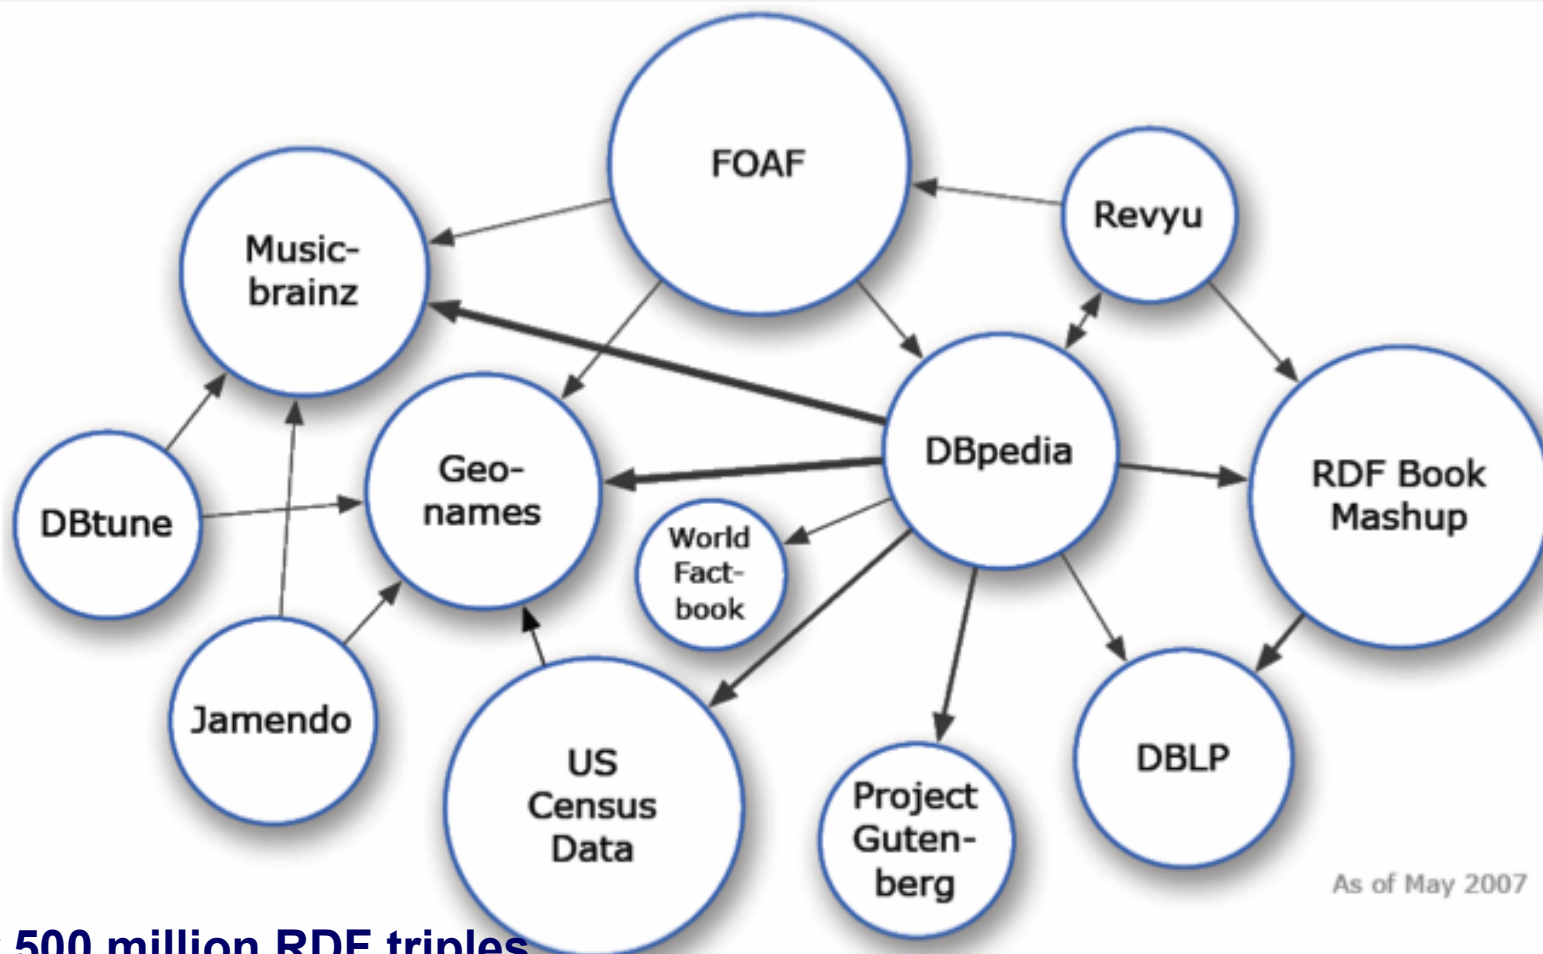 FOAF
Revyu
Music-
brainz
DBpedia
Geo-
names
RDF Book
Mashup
DBtune
World
Fact-
book
Jamendo
US
Census
Data
Project
Guten-
berg
DBLP
As of May 2007
500 million RDF triples